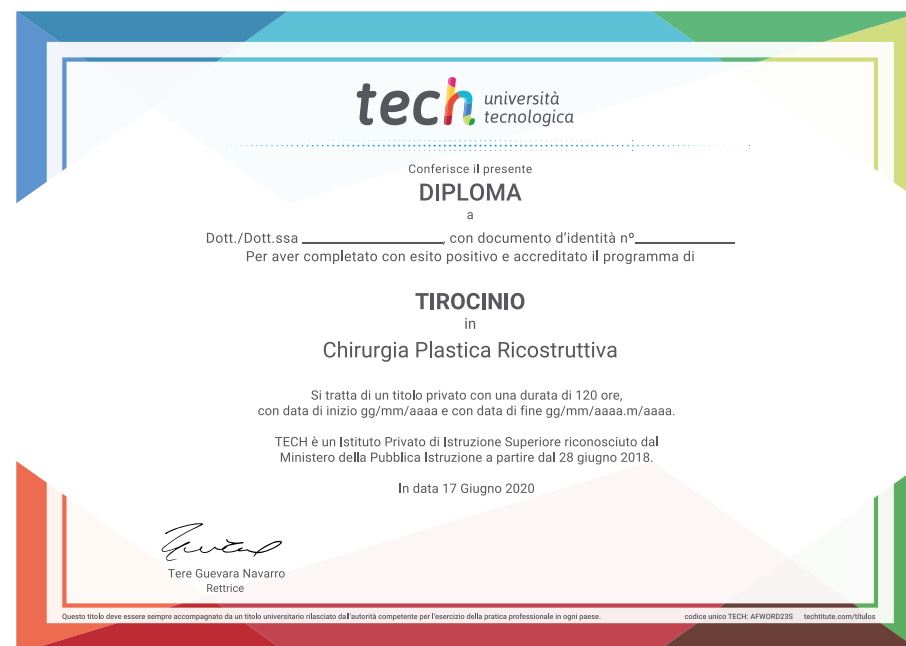 tech università
tecnologica
Conferisce il presente
DIPLOMA
a
Dott./Dott.ssa ________________, con documento d'identità nº___________
Per aver completato con esito positivo e accreditato il programma di
TIROCINIO
in
Chirurgia Plastica Ricostruttiva
Si tratta di un titolo privato con una durata di 120 ore,
con data di inizio gg/mm/aaaa e con data di fine gg/mm/aaaa.m/aaaa.
TECH è un Istituto Privato di Istruzione Superiore riconosciuto dal
Ministero della Pubblica Istruzione a partire dal 28 giugno 2018.
In data 17 Giugno 2020
Tere Guevara Navarro
Rettrice
Questo titolo deve essere sempre accompagnato da un titolo universitario rilasciato dall'autorità competente per l'esercizio della pratica professionale in ogni paese. codice unico TECH: AFWORD23S techtitute.com/titulos